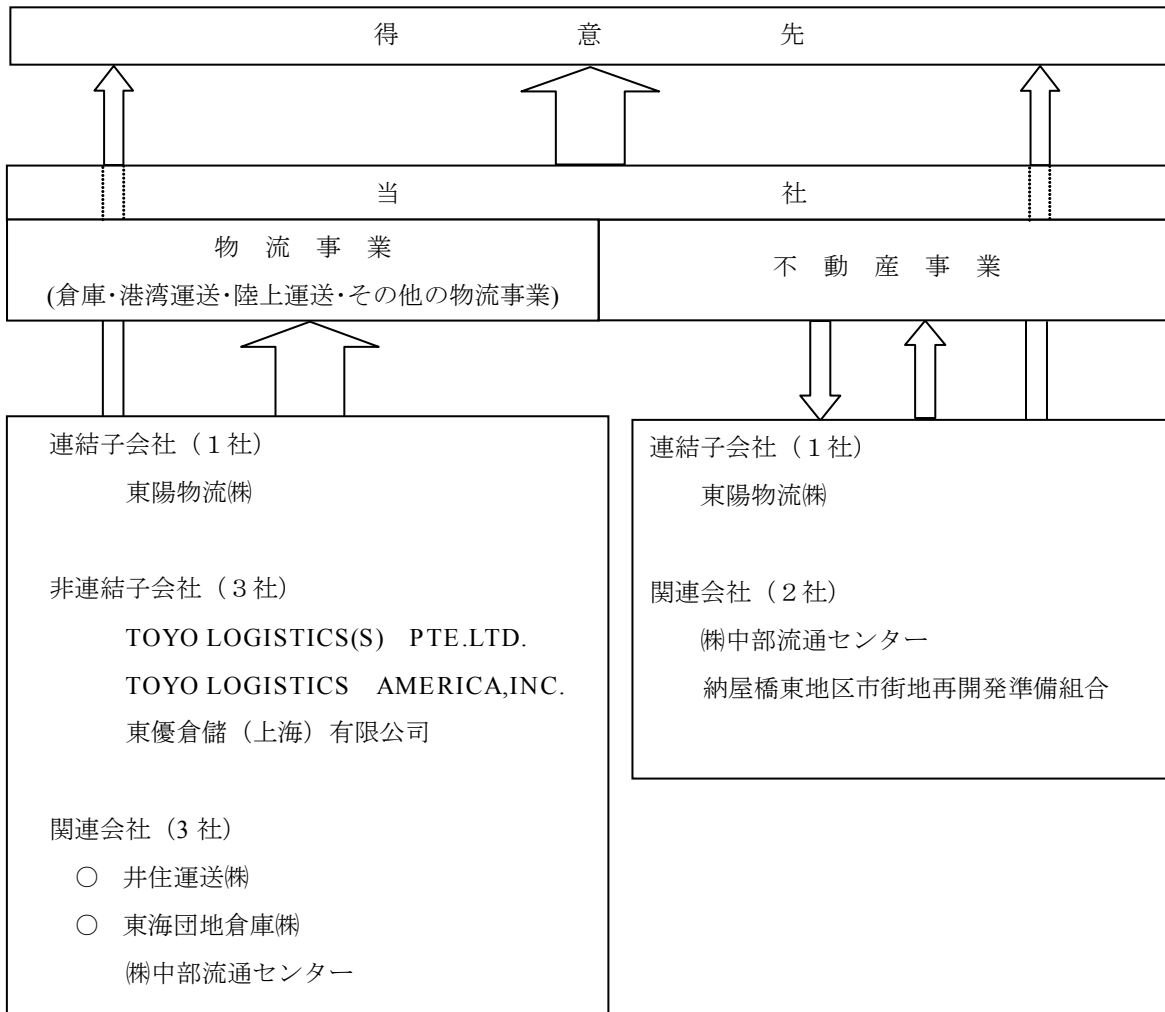 得　意　先
当　社
物　流　事　業
(倉庫･港湾運送･陸上運送･その他の物流事業)
不　動　産　事　業
連結子会社（１社）
東陽物流㈱
非連結子会社（３社）
TOYO LOGISTICS(S)　PTE.LTD.
TOYO LOGISTICS　AMERICA,INC.
東優倉儲（上海）有限公司
関連会社（3 社）
○　井住運送㈱
○　東海団地倉庫㈱
㈱中部流通センター
連結子会社（１社）
東陽物流㈱
関連会社（２社）
㈱中部流通センター
納屋橋東地区市街地再開発準備組合